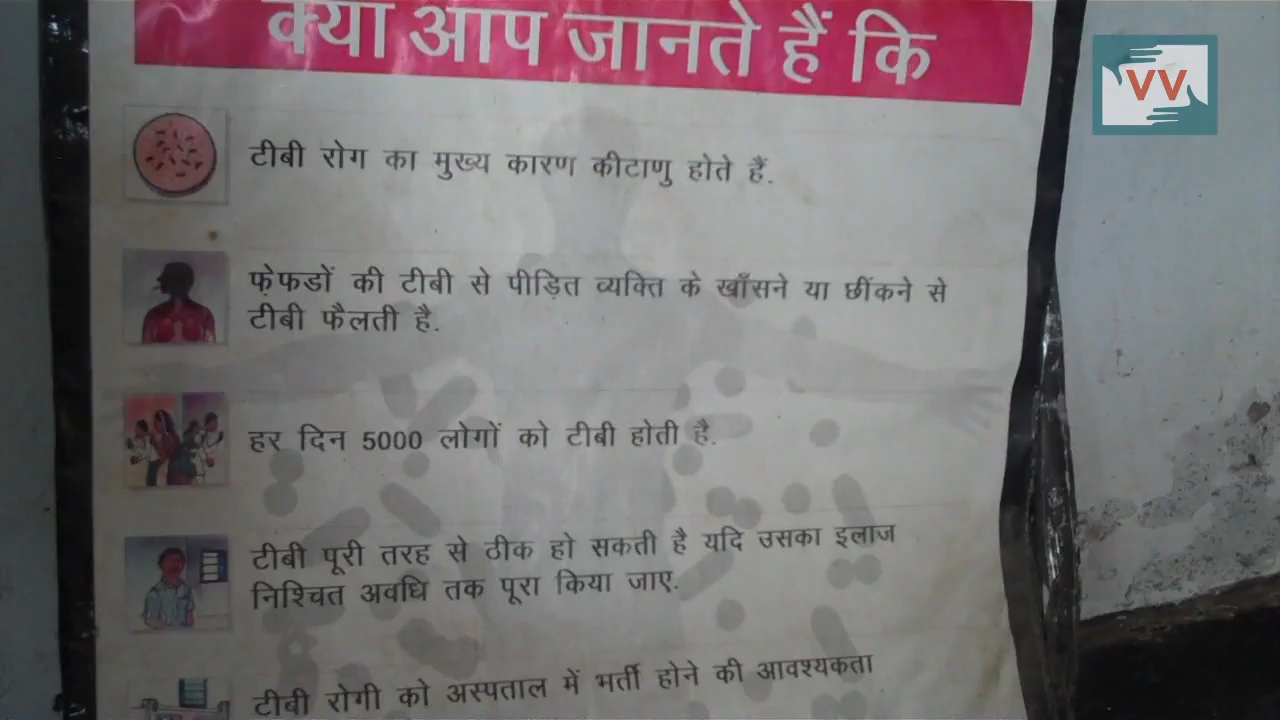 क्या आप जानते हैं कि
VV
टीबी रोग का मुख्य कारण कीटाणु होते हैं.
फ़ेफडों की टीबी से पीड़ित व्यक्ति के खाँसने या छींकने से
टीबी फैलती है.
हर दिन 5000 लोगों को टीबी होती है.
टीबी पूरी तरह से ठीक हो सकती है यदि उसका इलाज
निश्चित अवधि तक पूरा किया जाए.
टीबी रोगी को अस्पताल में भर्ती होने की आवश्यकता